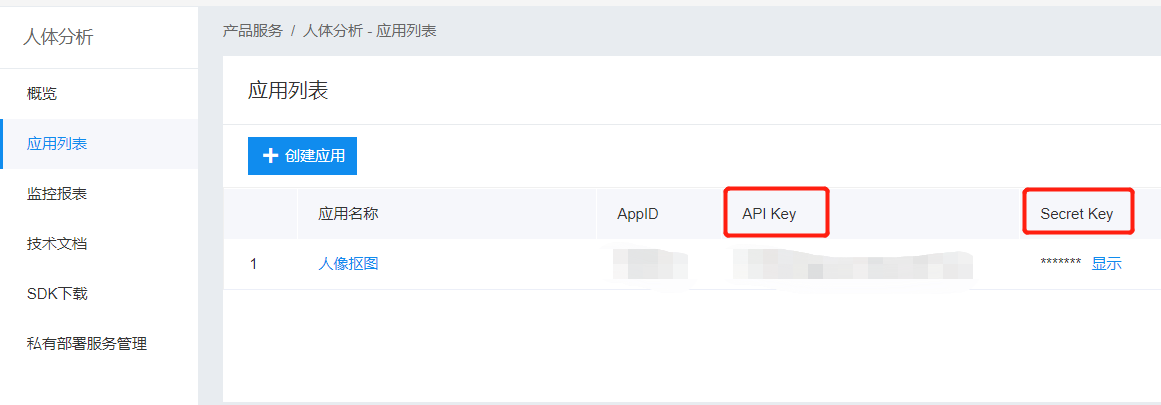 人体分析
概览
应用列表
监控报表
技术文档
SDK下载
私有部署服务管理
产品服务 / 人体分析 - 应用列表
应用列表
+ 创建应用
应用名称 AppID API Key Secret Key
1 人像抠图 ******* 显示